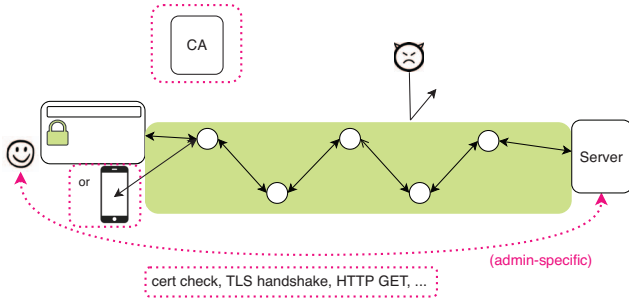 CA
or
Server
(admin-specific)
cert check, TLS handshake, HTTP GET, ...